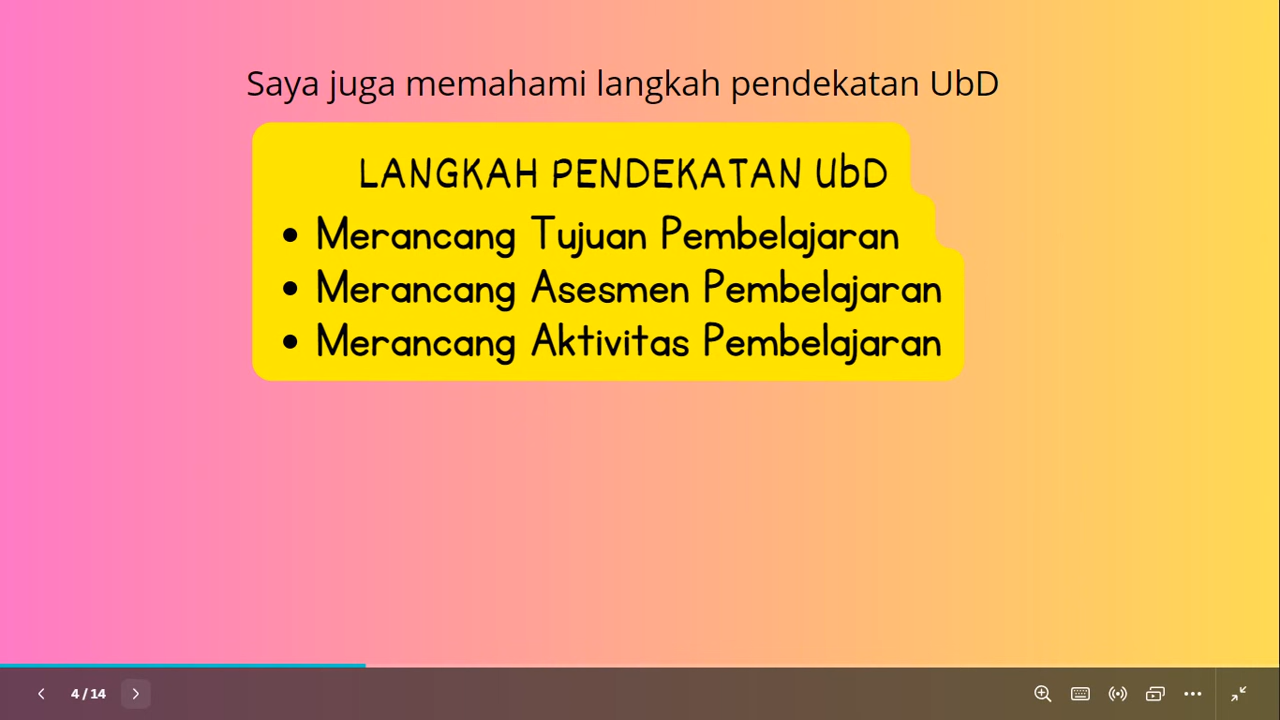 Saya juga memahami langkah pendekatan UbD
LANGKAH PENDEKATAN UbD
• Merancang Tujuan Pembelajaran
• Merancang Asesmen Pembelajaran
• Merancang Aktivitas Pembelajaran
4 / 14